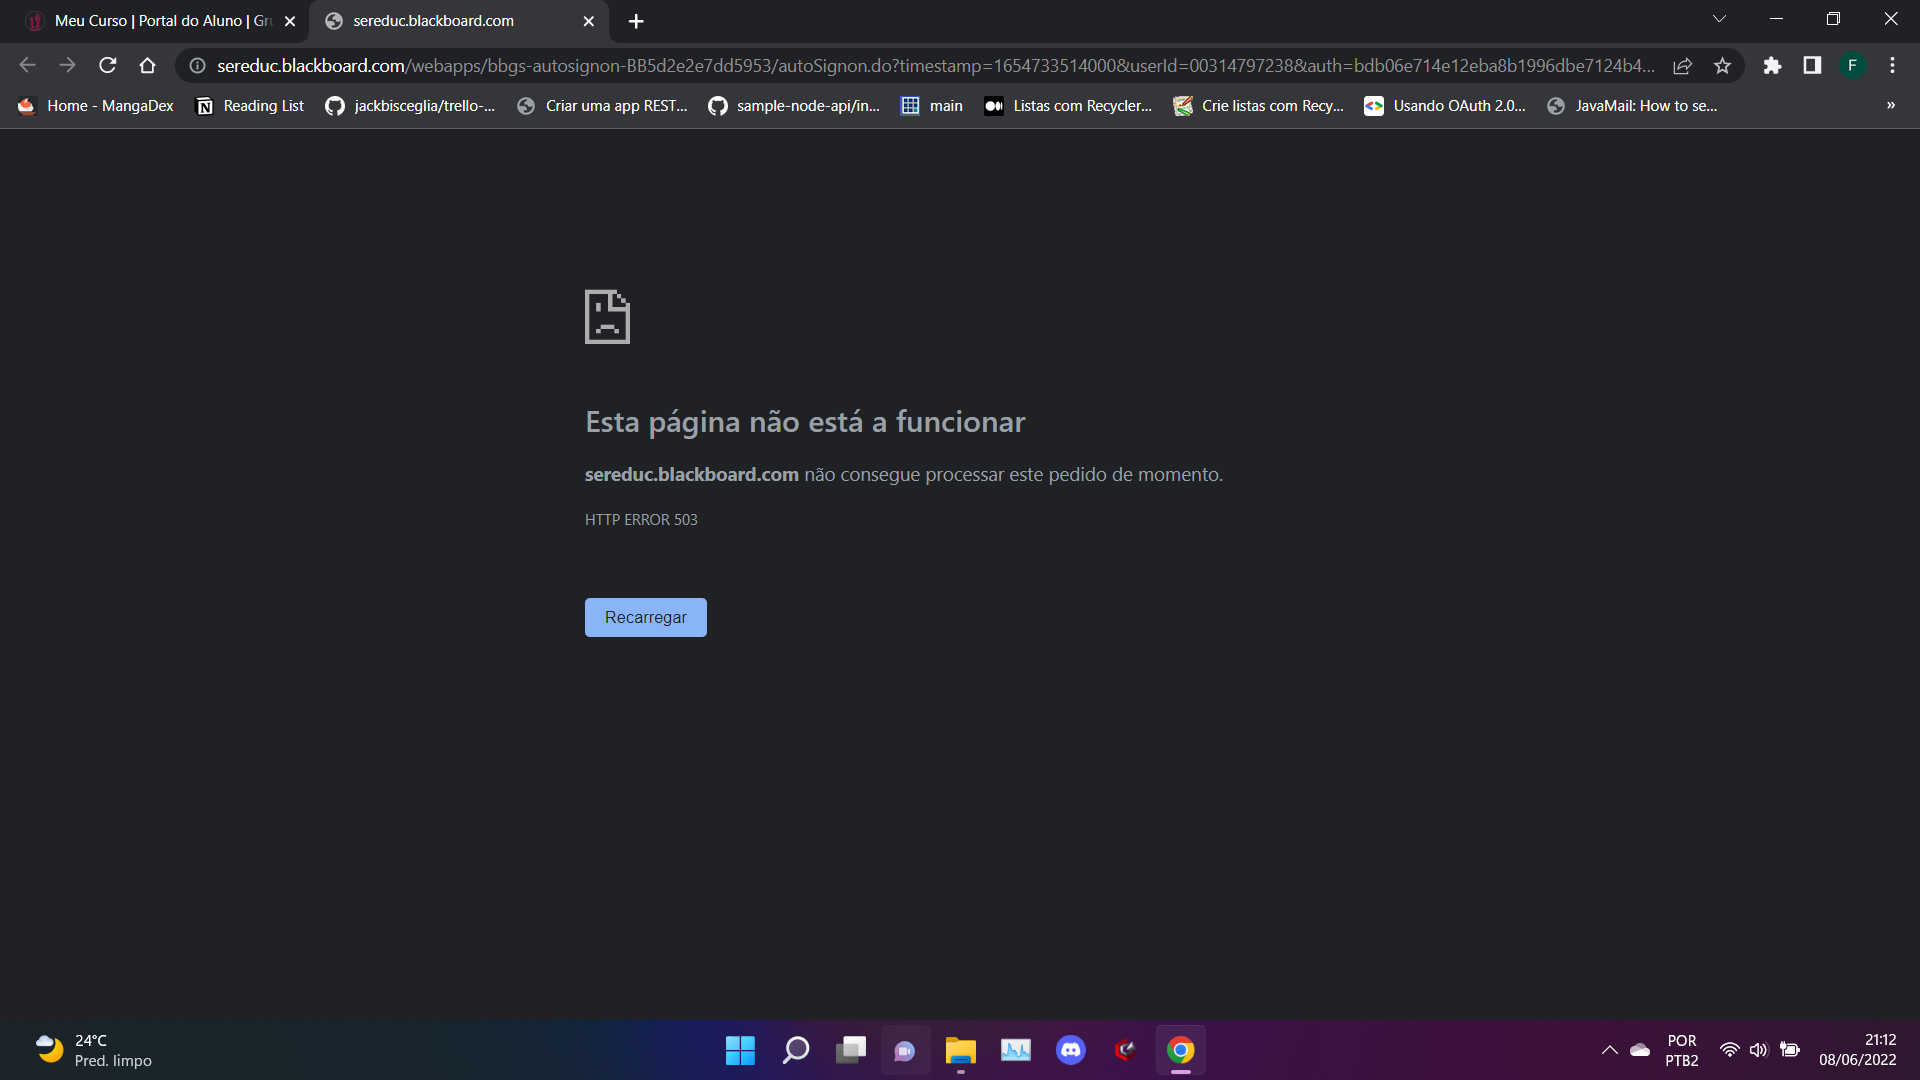 Meu Curso | Portal do Aluno | Gr
sereduc.blackboard.com
sereduc.blackboard.com/webapps/bbgs-autosignon-BB5d2e2e7dd5953/autoSignon.do?timestamp=1654733514000&userId=00314797238&auth=bdb06e714e12eba8b1996dbe7124b4...
F
Home - MangaDex
Reading List
jackbisceglia/trello-...
Criar uma app REST...
sample-node-api/in...
main
Listas com Recycler...
Crie listas com Recy...
Usando OAuth 2.0...
JavaMail: How to se...
»
Esta página não está a funcionar
sereduc.blackboard.com não consegue processar este pedido de momento.
HTTP ERROR 503
Recarregar
24°C
Pred. limpo
POR
PTB2
21:12
08/06/2022